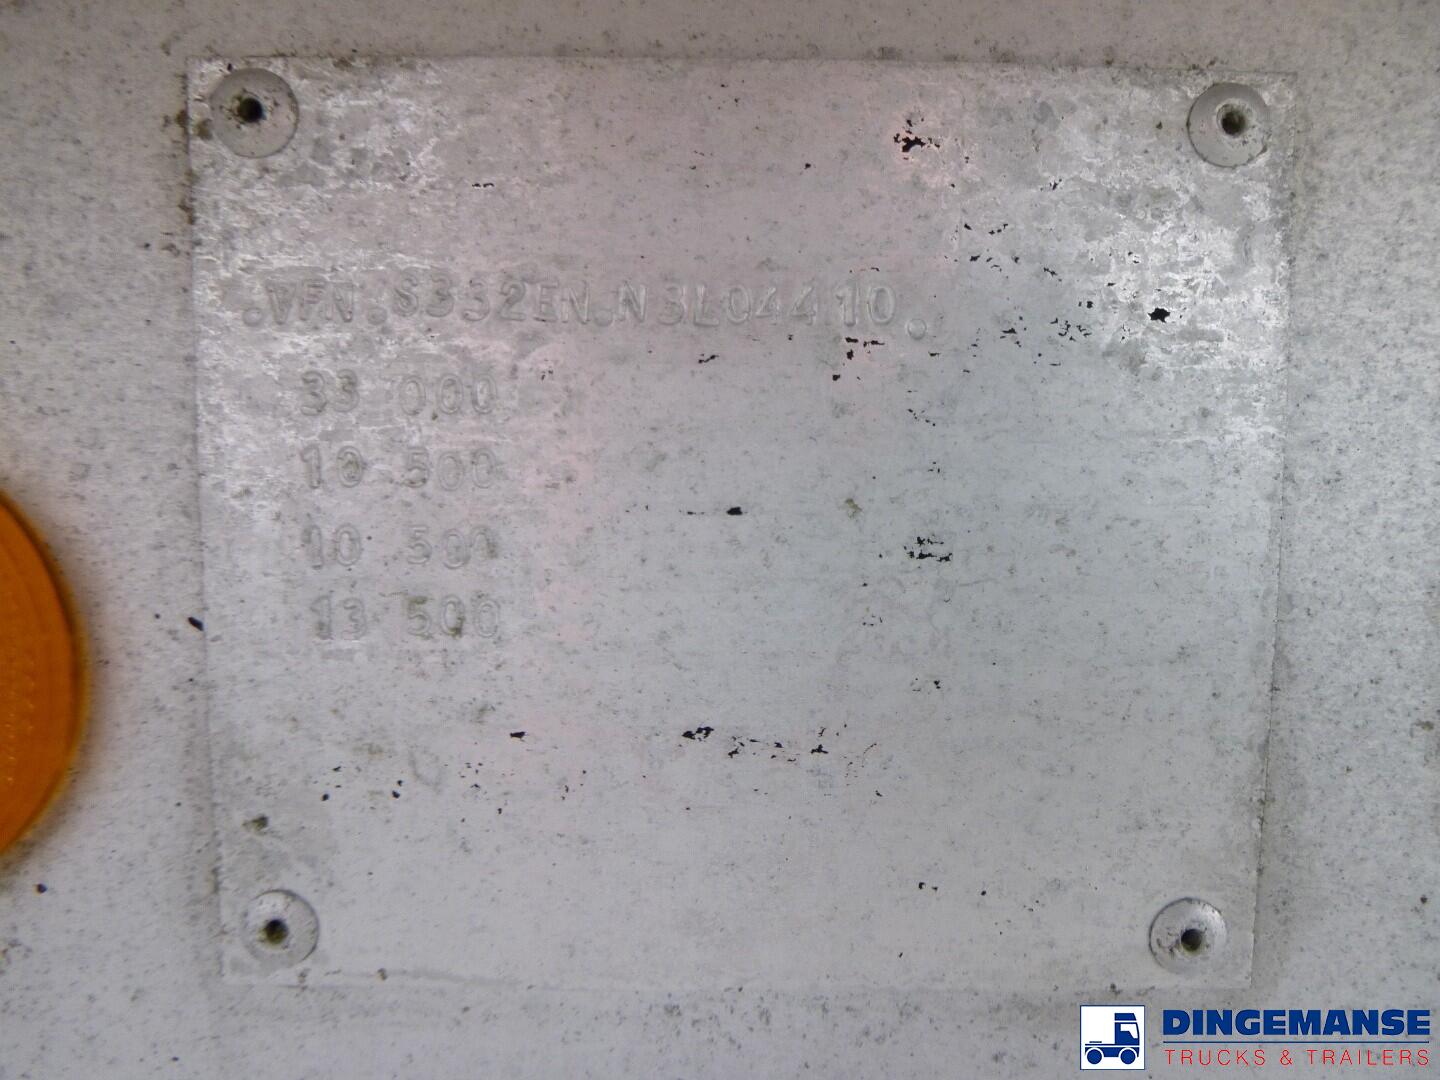 .VFN.S332EN.N3L04410.
33 000
10 500
10 500
13 500
DINGEMANSE
TRUCKS & TRAILERS